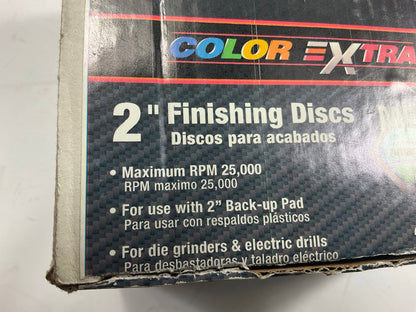 COLOR EXTRA
2" Finishing Discs
Discos para acabados
• Maximum RPM 25,000
RPM maximo 25,000
• For use with 2" Back-up Pad
Para usar con respaldos plásticos
• For die grinders & electric drills
Para desbastadoras y taladro eléctrico